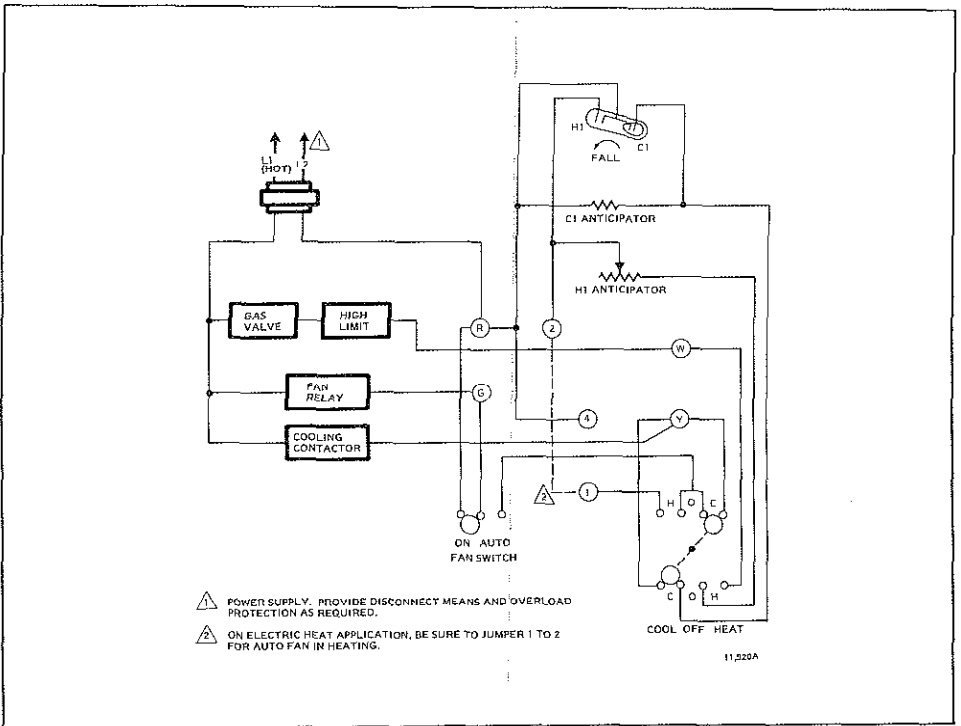 H1
C1
FALL
1
L1
(HOT)
L2
C1 ANTICIPATOR
H1 ANTICIPATOR
GAS
VALVE
HIGH
LIMIT
R
2
W
FAN
RELAY
G
4
Y
COOLING
CONTACTOR
2
1
H O C
ON AUTO
FAN SWITCH
C O H
COOL OFF HEAT
1 POWER SUPPLY. PROVIDE DISCONNECT MEANS AND OVERLOAD
PROTECTION AS REQUIRED.
2 ON ELECTRIC HEAT APPLICATION, BE SURE TO JUMPER 1 TO 2
FOR AUTO FAN IN HEATING.
11,520A